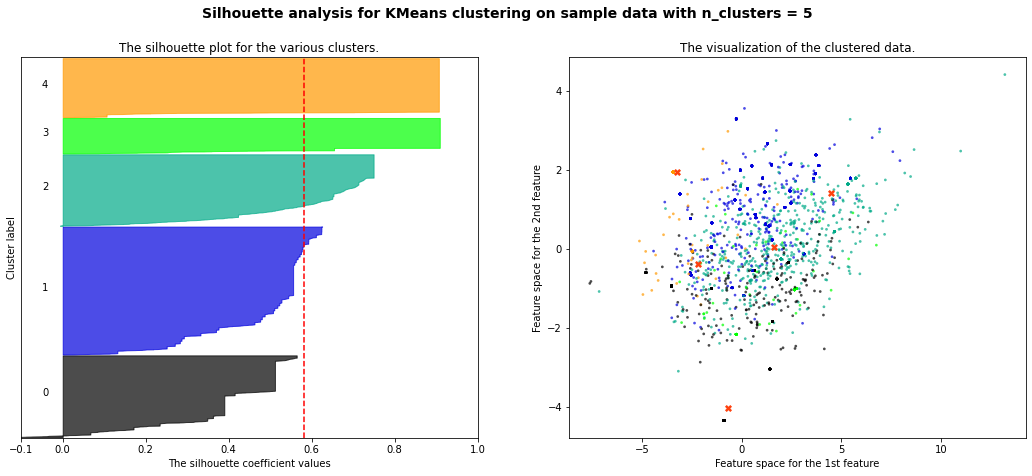 Silhouette analysis for KMeans clustering on sample data with n_clusters = 5
The silhouette plot for the various clusters.
4
3
2
1
0
Cluster label
−0.1 0.0 0.2 0.4 0.6 0.8 1.0
The silhouette coefficient values
The visualization of the clustered data.
4
2
0
−2
−4
Feature space for the 2nd feature
−5 0 5 10
Feature space for the 1st feature